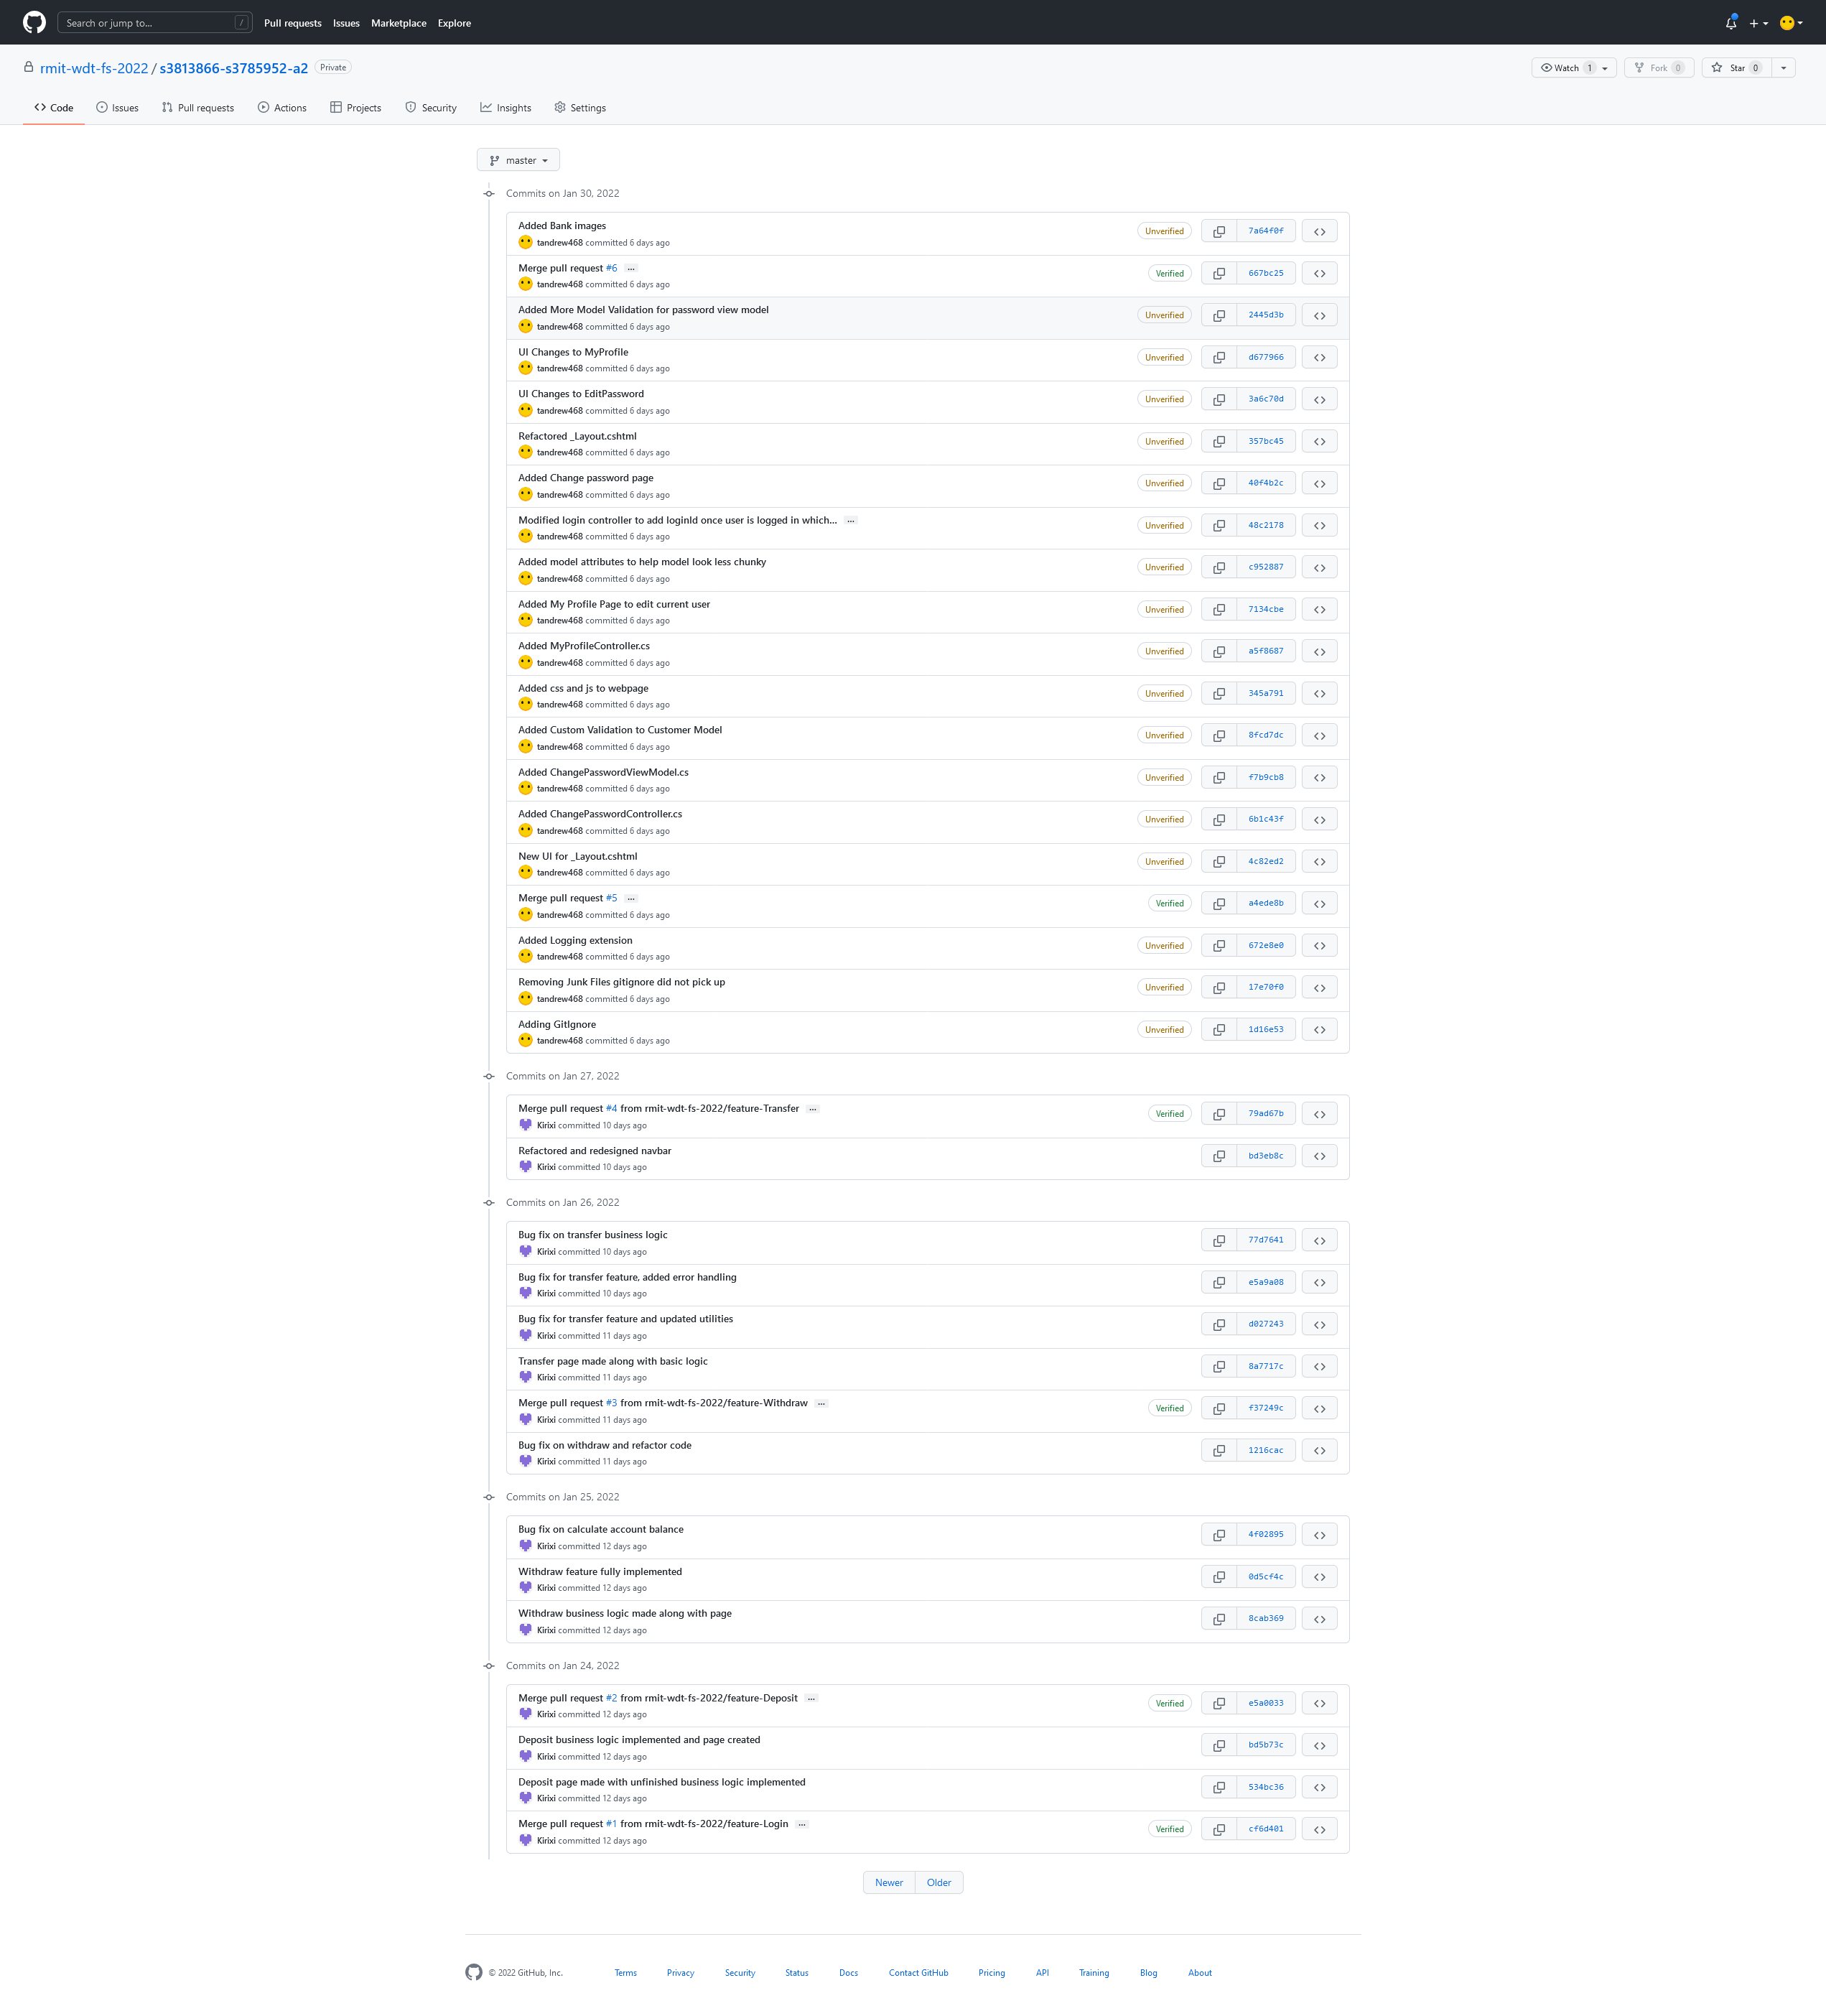 Search or jump to... /
Pull requests Issues Marketplace Explore
rmit-wdt-fs-2022 / s3813866-s3785952-a2 Private
Watch 1 Fork 0 Star 0
Code Issues Pull requests Actions Projects Security Insights Settings
master
Commits on Jan 30, 2022
Added Bank images
tandrew468 committed 6 days ago
Unverified 7a64f0f
Merge pull request #6 ...
tandrew468 committed 6 days ago
Verified 667bc25
Added More Model Validation for password view model
tandrew468 committed 6 days ago
Unverified 2445d3b
UI Changes to MyProfile
tandrew468 committed 6 days ago
Unverified d677966
UI Changes to EditPassword
tandrew468 committed 6 days ago
Unverified 3a6c70d
Refactored _Layout.cshtml
tandrew468 committed 6 days ago
Unverified 357bc45
Added Change password page
tandrew468 committed 6 days ago
Unverified 40f4b2c
Modified login controller to add loginId once user is logged in which... ...
tandrew468 committed 6 days ago
Unverified 48c2178
Added model attributes to help model look less chunky
tandrew468 committed 6 days ago
Unverified c952887
Added My Profile Page to edit current user
tandrew468 committed 6 days ago
Unverified 7134cbe
Added MyProfileController.cs
tandrew468 committed 6 days ago
Unverified a5f8687
Added css and js to webpage
tandrew468 committed 6 days ago
Unverified 345a791
Added Custom Validation to Customer Model
tandrew468 committed 6 days ago
Unverified 8fcd7dc
Added ChangePasswordViewModel.cs
tandrew468 committed 6 days ago
Unverified f7b9cb8
Added ChangePasswordController.cs
tandrew468 committed 6 days ago
Unverified 6b1c43f
New UI for _Layout.cshtml
tandrew468 committed 6 days ago
Unverified 4c82ed2
Merge pull request #5 ...
tandrew468 committed 6 days ago
Verified a4ede8b
Added Logging extension
tandrew468 committed 6 days ago
Unverified 672e8e0
Removing Junk Files gitignore did not pick up
tandrew468 committed 6 days ago
Unverified 17e70f0
Adding GitIgnore
tandrew468 committed 6 days ago
Unverified 1d16e53
Commits on Jan 27, 2022
Merge pull request #4 from rmit-wdt-fs-2022/feature-Transfer ...
Kirixi committed 10 days ago
Verified 79ad67b
Refactored and redesigned navbar
Kirixi committed 10 days ago
bd3eb8c
Commits on Jan 26, 2022
Bug fix on transfer business logic
Kirixi committed 10 days ago
77d7641
Bug fix for transfer feature, added error handling
Kirixi committed 10 days ago
e5a9a08
Bug fix for transfer feature and updated utilities
Kirixi committed 11 days ago
d027243
Transfer page made along with basic logic
Kirixi committed 11 days ago
8a7717c
Merge pull request #3 from rmit-wdt-fs-2022/feature-Withdraw ...
Kirixi committed 11 days ago
Verified f37249c
Bug fix on withdraw and refactor code
Kirixi committed 11 days ago
1216cac
Commits on Jan 25, 2022
Bug fix on calculate account balance
Kirixi committed 12 days ago
4f02895
Withdraw feature fully implemented
Kirixi committed 12 days ago
0d5cf4c
Withdraw business logic made along with page
Kirixi committed 12 days ago
8cab369
Commits on Jan 24, 2022
Merge pull request #2 from rmit-wdt-fs-2022/feature-Deposit ...
Kirixi committed 12 days ago
Verified e5a0033
Deposit business logic implemented and page created
Kirixi committed 12 days ago
bd5b73c
Deposit page made with unfinished business logic implemented
Kirixi committed 12 days ago
534bc36
Merge pull request #1 from rmit-wdt-fs-2022/feature-Login ...
Kirixi committed 12 days ago
Verified cf6d401
Newer Older
© 2022 GitHub, Inc. Terms Privacy Security Status Docs Contact GitHub Pricing API Training Blog About